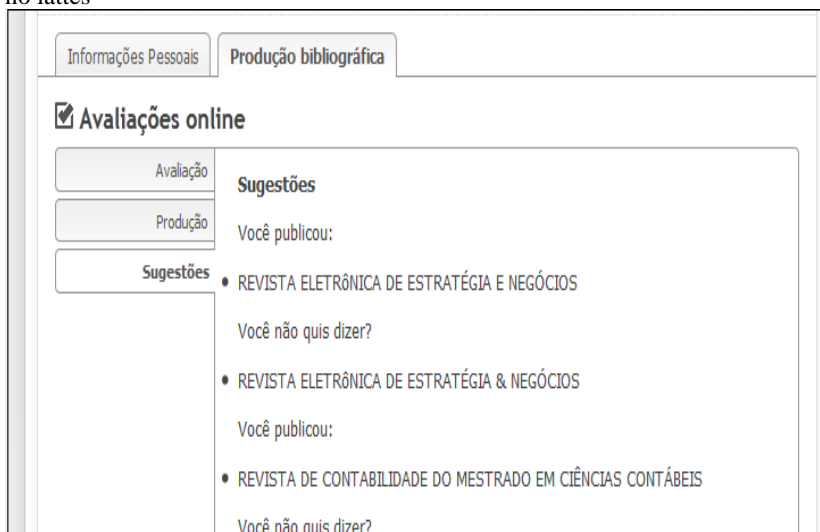 no lattes
Informações Pessoais
Produção bibliográfica
Avaliações online
Avaliação
Produção
Sugestões
Sugestões
Você publicou:
• REVISTA ELETRôNICA DE ESTRATÉGIA E NEGÓCIOS
Você não quis dizer?
• REVISTA ELETRôNICA DE ESTRATÉGIA & NEGÓCIOS
Você publicou:
• REVISTA DE CONTABILIDADE DO MESTRADO EM CIÊNCIAS CONTÁBEIS
Você não quis dizer?